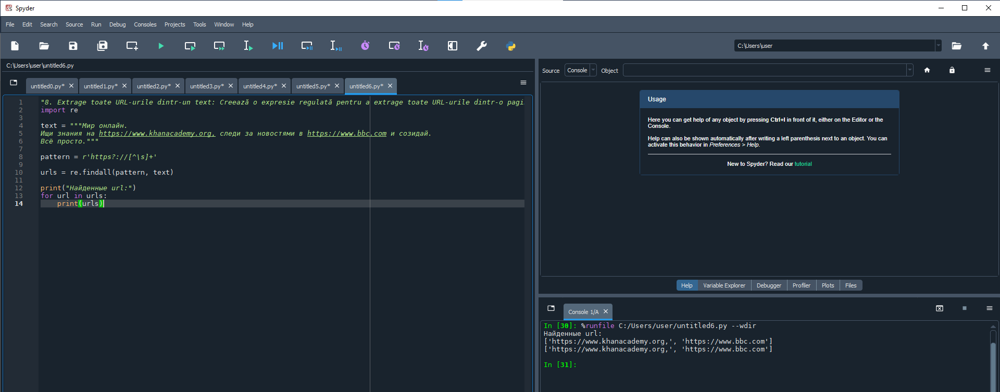 Spyder
File Edit Search Source Run Debug Consoles Projects Tools Window Help
C:\Users\user
C:\Users\user\untitled6.py
untitled0.py* untitled1.py* untitled2.py* untitled3.py* untitled4.py* untitled5.py* untitled6.py*
1 "8. Extrage toate URL-urile dintr-un text: Creează o expresie regulată pentru a extrage toate URL-urile dintr-o pagi
2 import re
3
4 text = """Мир онлайн.
5 Ищи знания на https://www.khanacademy.org, следи за новостями в https://www.bbc.com и созидай.
6 Всё просто."""
7
8 pattern = r'https?://[^\s]+'
9
10 urls = re.findall(pattern, text)
11
12 print("Найденные url:")
13 for url in urls:
14 print(urls)
Source Console Object
Usage
Here you can get help of any object by pressing Ctrl+I in front of it, either on the Editor or the
Console.
Help can also be shown automatically after writing a left parenthesis next to an object. You can
activate this behavior in Preferences > Help.
New to Spyder? Read our tutorial
Help Variable Explorer Debugger Profiler Plots Files
Console 1/A
In [30]: %runfile C:/Users/user/untitled6.py --wdir
Найденные url:
['https://www.khanacademy.org,', 'https://www.bbc.com']
['https://www.khanacademy.org,', 'https://www.bbc.com']
In [31]: